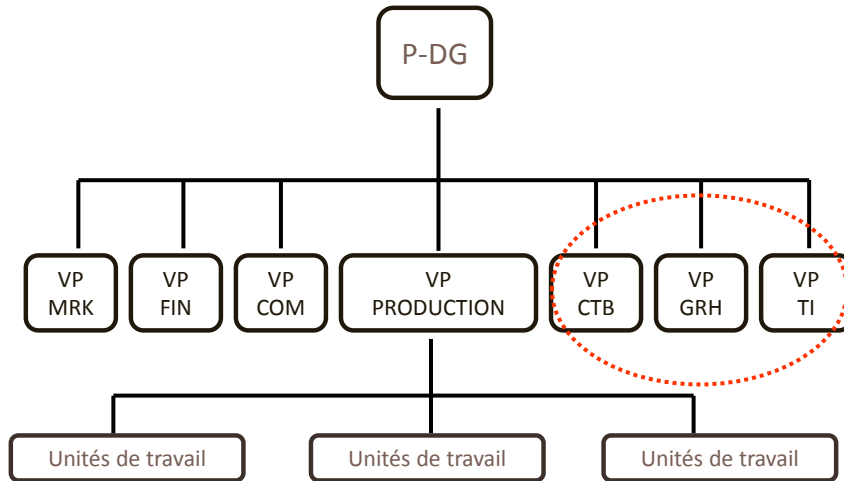 P-DG
VP
MRK
VP
FIN
VP
COM
VP
PRODUCTION
VP
CTB
VP
GRH
VP
TI
Unités de travail
Unités de travail
Unités de travail